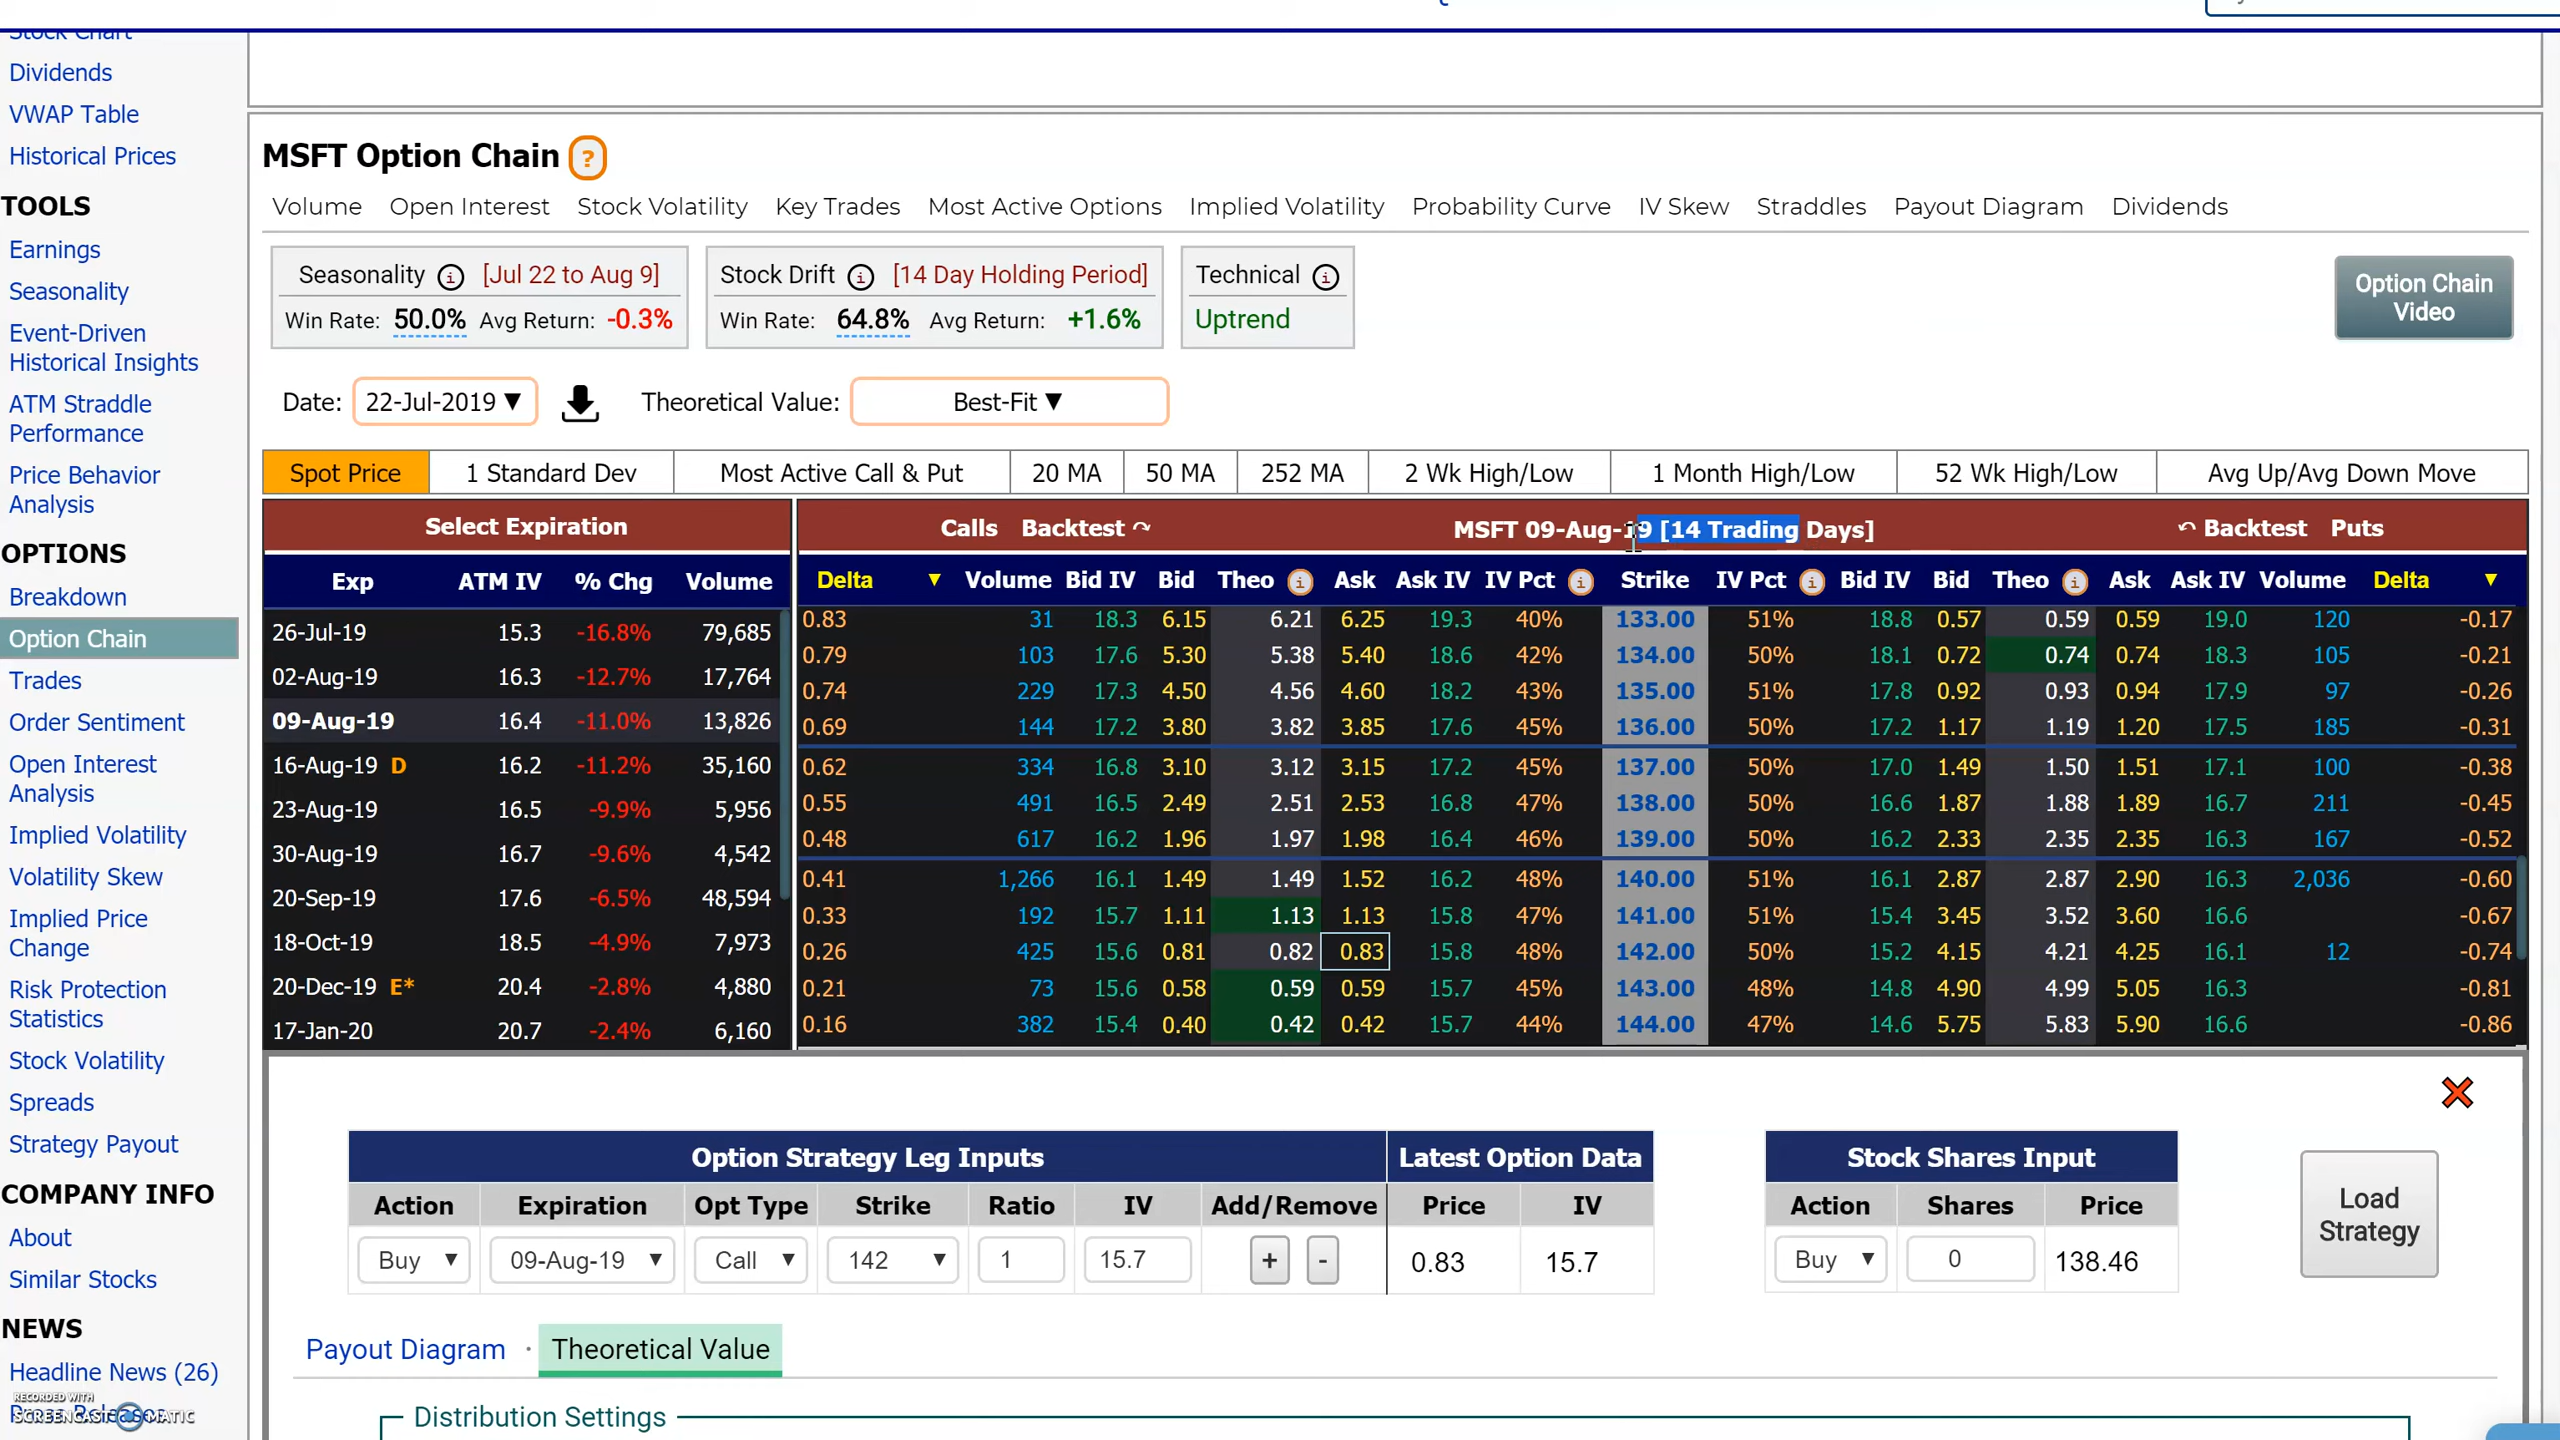 Stock Chart
Dividends
VWAP Table
Historical Prices
TOOLS
Earnings
Seasonality
Event-Driven
Historical Insights
ATM Straddle
Performance
Price Behavior
Analysis
OPTIONS
Breakdown
Option Chain
Trades
Order Sentiment
Open Interest
Analysis
Implied Volatility
Volatility Skew
Implied Price
Change
Risk Protection
Statistics
Stock Volatility
Spreads
Strategy Payout
COMPANY INFO
About
Similar Stocks
NEWS
Headline News (26)
RECORDED WITH
SCREENCAST MATIC
MSFT Option Chain ?
Volume Open Interest Stock Volatility Key Trades Most Active Options Implied Volatility Probability Curve IV Skew Straddles Payout Diagram Dividends
Seasonality i [Jul 22 to Aug 9]
Win Rate: 50.0% Avg Return: -0.3%
Stock Drift i [14 Day Holding Period]
Win Rate: 64.8% Avg Return: +1.6%
Technical i
Uptrend
Option Chain
Video
Date: 22-Jul-2019 ▼ Theoretical Value: Best-Fit ▼
Spot Price 1 Standard Dev Most Active Call & Put 20 MA 50 MA 252 MA 2 Wk High/Low 1 Month High/Low 52 Wk High/Low Avg Up/Avg Down Move
Select Expiration
Exp ATM IV % Chg Volume
26-Jul-19 15.3 -16.8% 79,685
02-Aug-19 16.3 -12.7% 17,764
09-Aug-19 16.4 -11.0% 13,826
16-Aug-19 D 16.2 -11.2% 35,160
23-Aug-19 16.5 -9.9% 5,956
30-Aug-19 16.7 -9.6% 4,542
20-Sep-19 17.6 -6.5% 48,594
18-Oct-19 18.5 -4.9% 7,973
20-Dec-19 E* 20.4 -2.8% 4,880
17-Jan-20 20.7 -2.4% 6,160
Calls Backtest ↷ MSFT 09-Aug-19 [14 Trading Days] ↶ Backtest Puts
Delta ▼ Volume Bid IV Bid Theo i Ask Ask IV IV Pct i Strike IV Pct i Bid IV Bid Theo i Ask Ask IV Volume Delta ▼
0.83 31 18.3 6.15 6.21 6.25 19.3 40% 133.00 51% 18.8 0.57 0.59 0.59 19.0 120 -0.17
0.79 103 17.6 5.30 5.38 5.40 18.6 42% 134.00 50% 18.1 0.72 0.74 0.74 18.3 105 -0.21
0.74 229 17.3 4.50 4.56 4.60 18.2 43% 135.00 51% 17.8 0.92 0.93 0.94 17.9 97 -0.26
0.69 144 17.2 3.80 3.82 3.85 17.6 45% 136.00 50% 17.2 1.17 1.19 1.20 17.5 185 -0.31
0.62 334 16.8 3.10 3.12 3.15 17.2 45% 137.00 50% 17.0 1.49 1.50 1.51 17.1 100 -0.38
0.55 491 16.5 2.49 2.51 2.53 16.8 47% 138.00 50% 16.6 1.87 1.88 1.89 16.7 211 -0.45
0.48 617 16.2 1.96 1.97 1.98 16.4 46% 139.00 50% 16.2 2.33 2.35 2.35 16.3 167 -0.52
0.41 1,266 16.1 1.49 1.49 1.52 16.2 48% 140.00 51% 16.1 2.87 2.87 2.90 16.3 2,036 -0.60
0.33 192 15.7 1.11 1.13 1.13 15.8 47% 141.00 51% 15.4 3.45 3.52 3.60 16.6 -0.67
0.26 425 15.6 0.81 0.82 0.83 15.8 48% 142.00 50% 15.2 4.15 4.21 4.25 16.1 12 -0.74
0.21 73 15.6 0.58 0.59 0.59 15.7 45% 143.00 48% 14.8 4.90 4.99 5.05 16.3 -0.81
0.16 382 15.4 0.40 0.42 0.42 15.7 44% 144.00 47% 14.6 5.75 5.83 5.90 16.6 -0.86
Option Strategy Leg Inputs Latest Option Data
Action Expiration Opt Type Strike Ratio IV Add/Remove Price IV
Buy ▼ 09-Aug-19 ▼ Call ▼ 142 ▼ 1 15.7 + - 0.83 15.7
Stock Shares Input
Action Shares Price
Buy ▼ 0 138.46
Load
Strategy
Payout Diagram · Theoretical Value
Distribution Settings